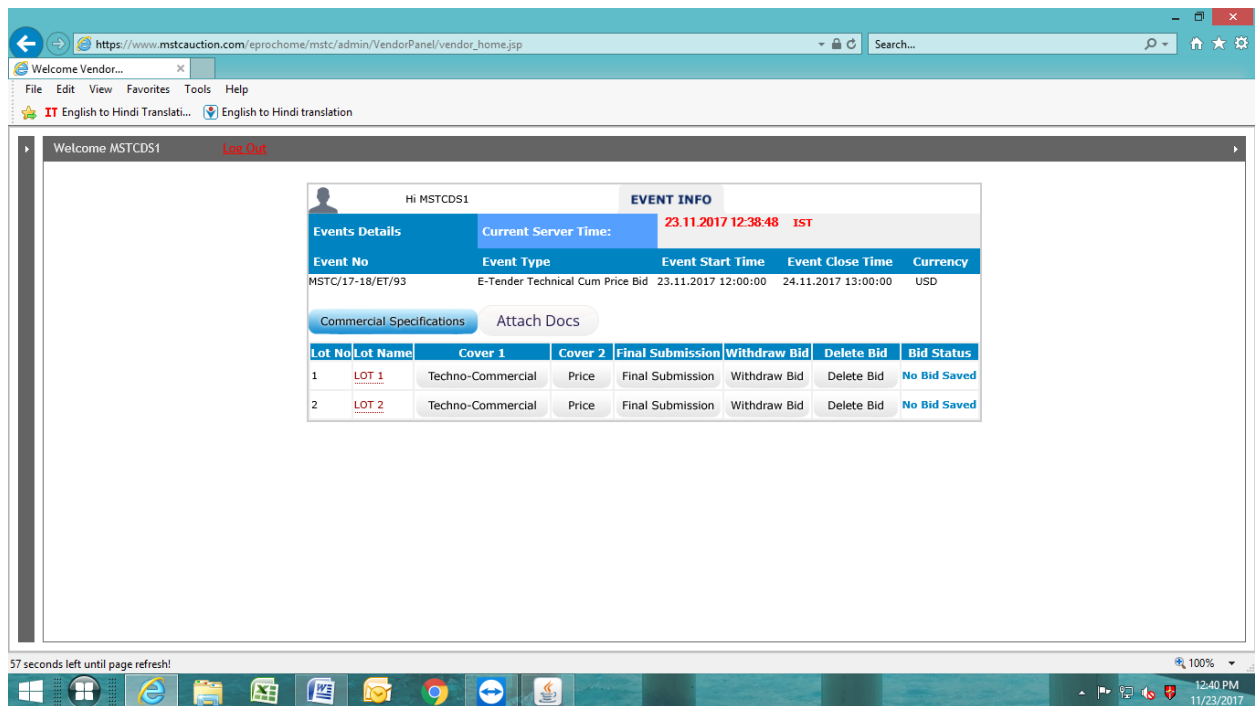 https://www.mstcauction.com/eprochome/mstc/admin/VendorPanel/vendor_home.jsp
Search...
Welcome Vendor...
File Edit View Favorites Tools Help
IT English to Hindi Translati... English to Hindi translation
Welcome MSTCDS1 Log Out
Hi MSTCDS1 EVENT INFO
Events Details Current Server Time: 23.11.2017 12:38:48 IST
Event No Event Type Event Start Time Event Close Time Currency
MSTC/17-18/ET/93 E-Tender Technical Cum Price Bid 23.11.2017 12:00:00 24.11.2017 13:00:00 USD
Commercial Specifications Attach Docs
Lot No Lot Name Cover 1 Cover 2 Final Submission Withdraw Bid Delete Bid Bid Status
1 LOT 1 Techno-Commercial Price Final Submission Withdraw Bid Delete Bid No Bid Saved
2 LOT 2 Techno-Commercial Price Final Submission Withdraw Bid Delete Bid No Bid Saved
57 seconds left until page refresh! 100%
12:40 PM
11/23/2017